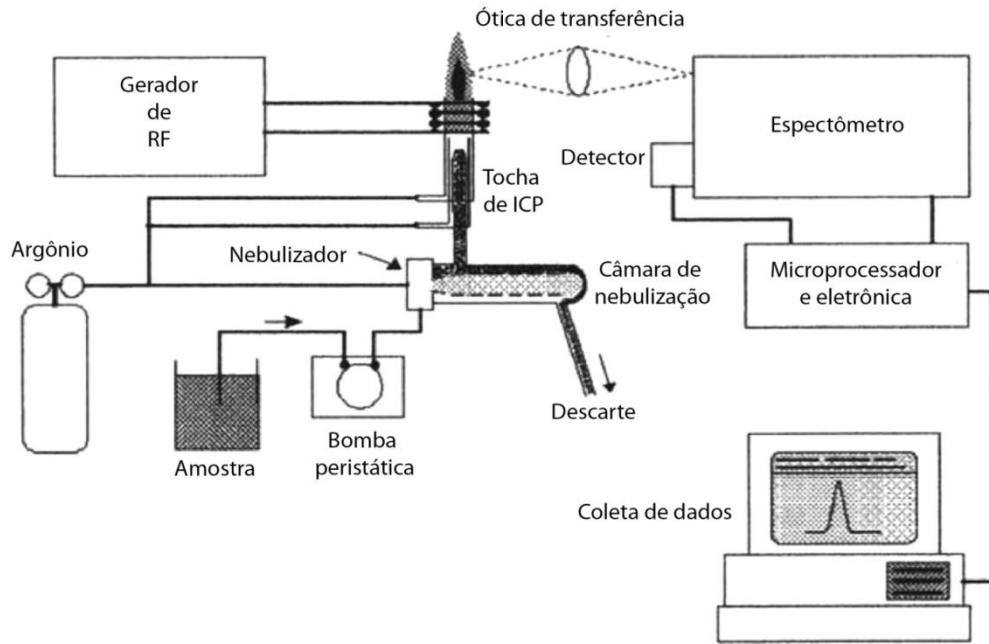 Ótica de transferência
Gerador
de
RF
Espectômetro
Detector
Tocha
de ICP
Argônio
Nebulizador
Câmara de
nebulização
Microprocessador
e eletrônica
Descarte
Amostra
Bomba
peristática
Coleta de dados